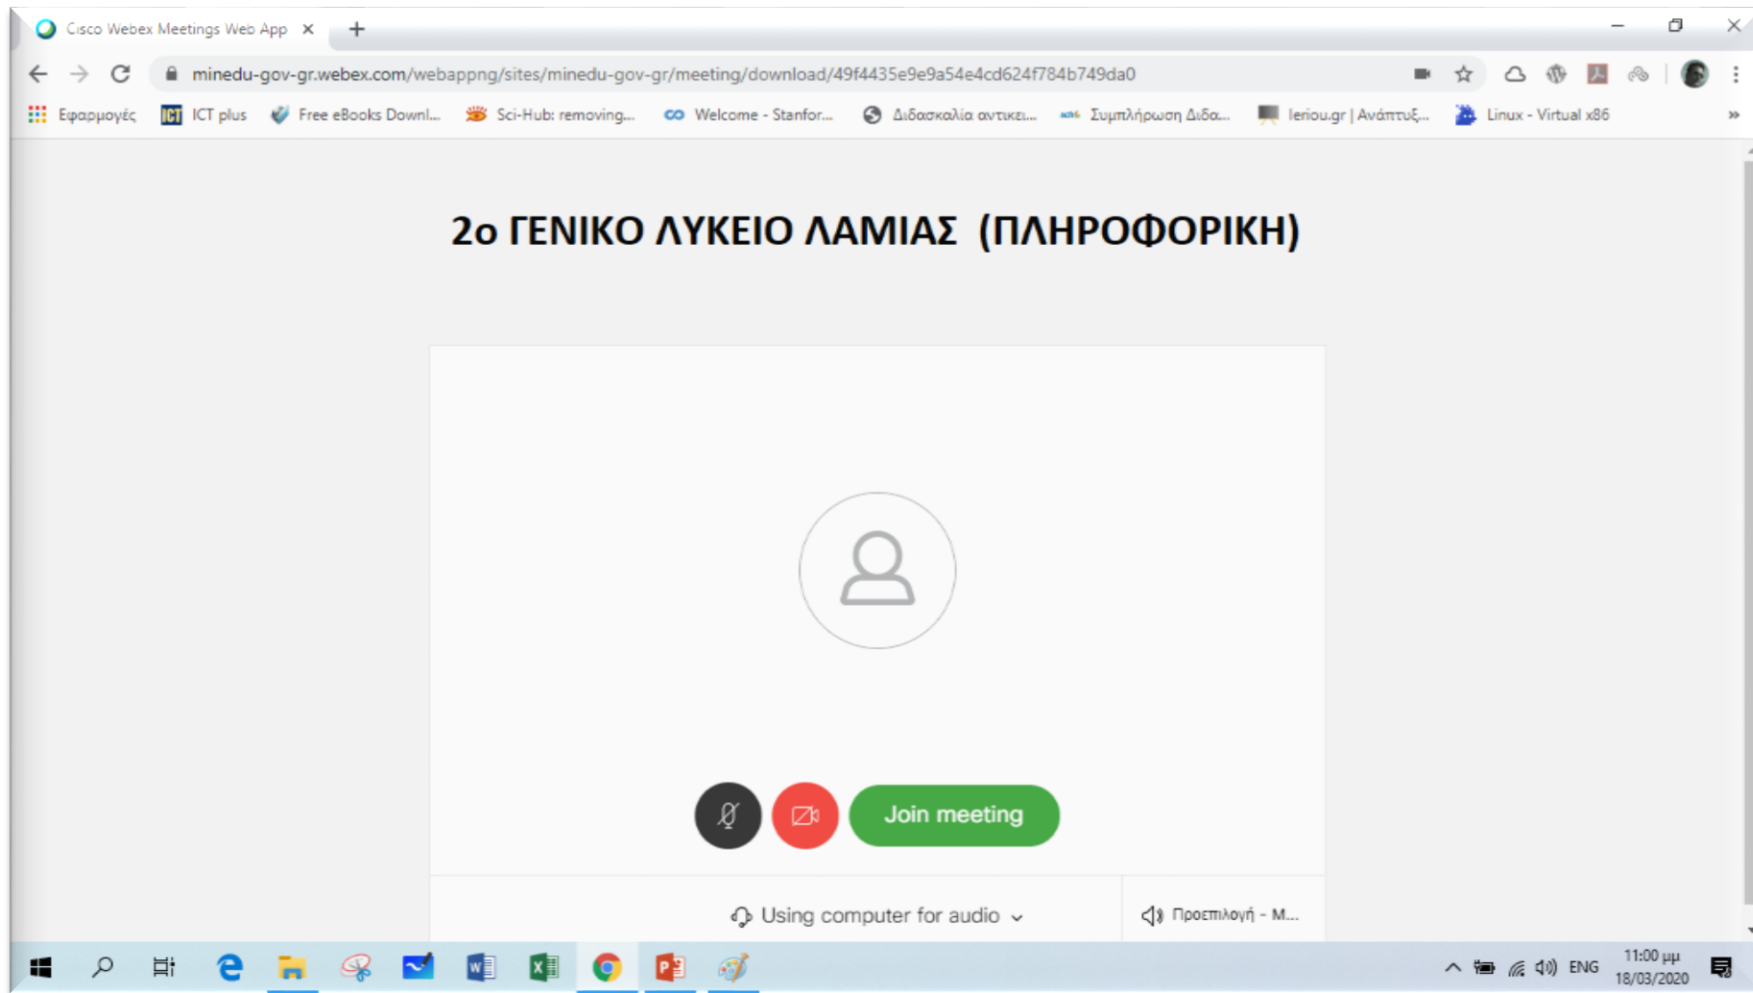 Cisco Webex Meetings Web App
minedu-gov-gr.webex.com/webappng/sites/minedu-gov-gr/meeting/download/49f4435e9e9a54e4cd624f784b749da0
Εφαρμογές ICT ICT plus Free eBooks Downl... Sci-Hub: removing... Welcome - Stanfor... Διδασκαλία αντικει... Συμπλήρωση Διδα... Ieriou.gr | Ανάπτυξ... Linux - Virtual x86 »
2ο ΓΕΝΙΚΟ ΛΥΚΕΙΟ ΛΑΜΙΑΣ (ΠΛΗΡΟΦΟΡΙΚΗ)
Join meeting
Using computer for audio Προεπιλογή - M...
ENG 11:00 μμ
18/03/2020